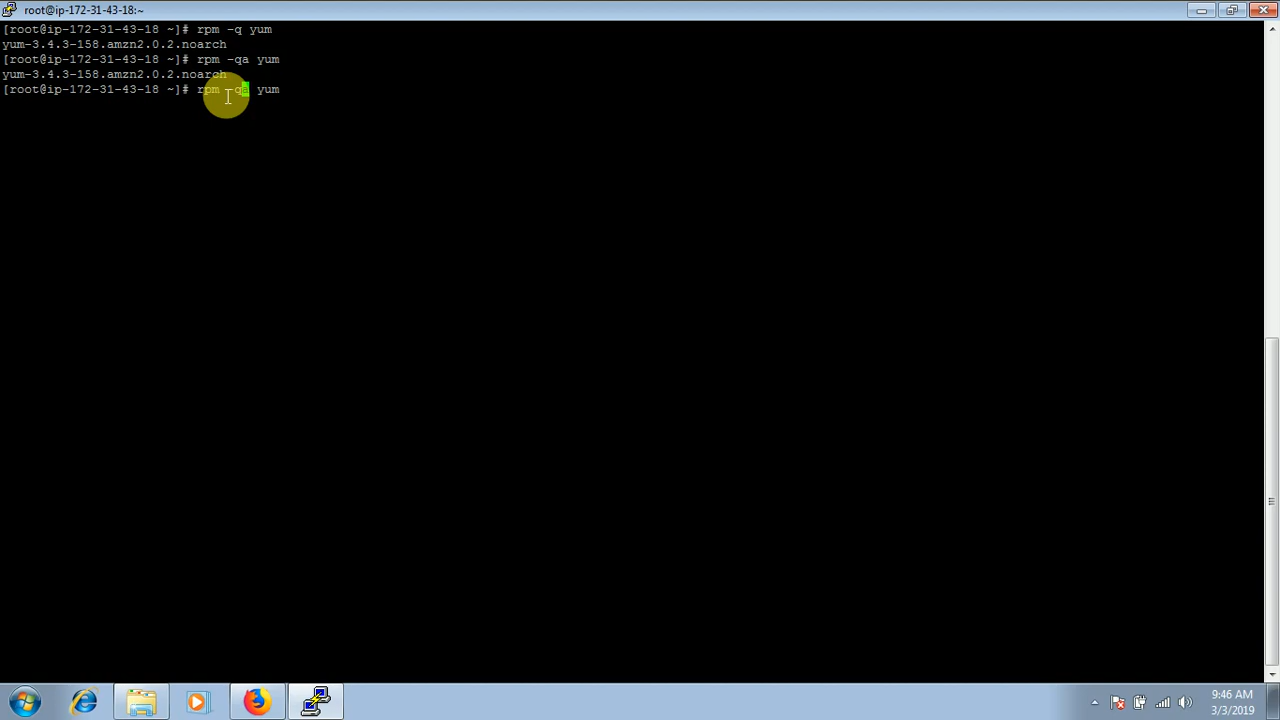 root@ip-172-31-43-18:~
[root@ip-172-31-43-18 ~]# rpm -q yum
yum-3.4.3-158.amzn2.0.2.noarch
[root@ip-172-31-43-18 ~]# rpm -qa yum
yum-3.4.3-158.amzn2.0.2.noarch
[root@ip-172-31-43-18 ~]# rpm -qa yum
9:46 AM
3/3/2019